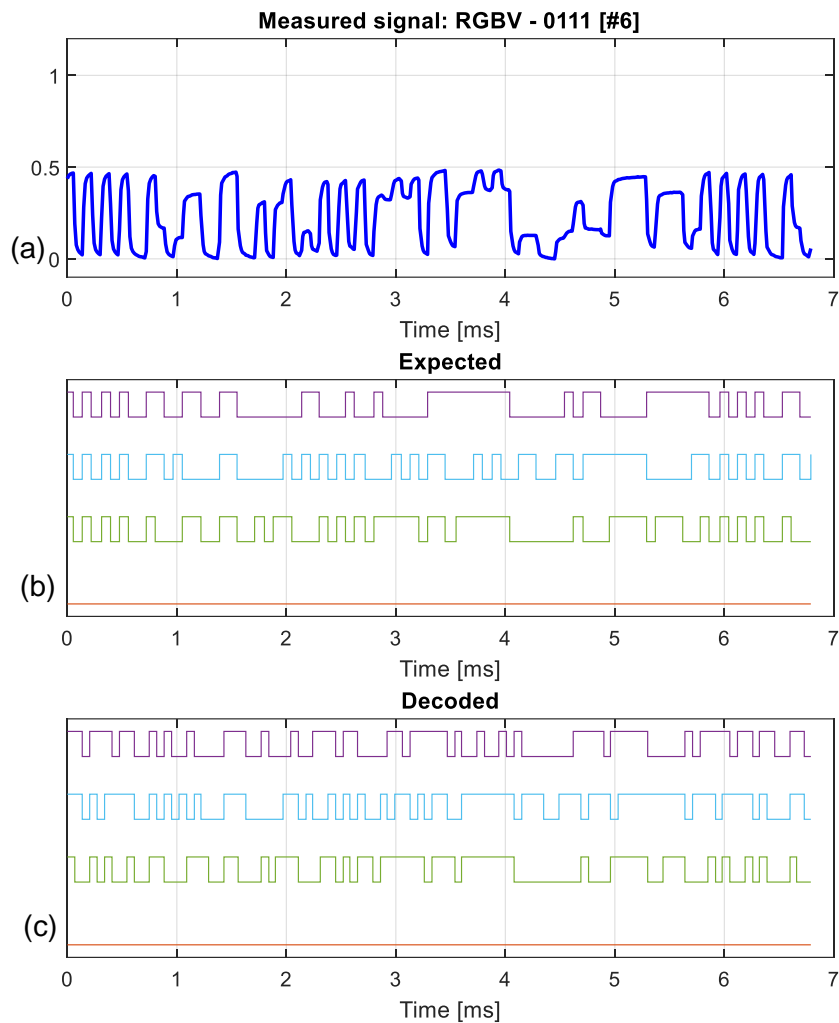 Measured signal: RGBV - 0111 [#6]
1
0.5
0
(a)
0 1 2 3 4 5 6 7
Time [ms]
Expected
(b)
0 1 2 3 4 5 6 7
Time [ms]
Decoded
(c)
0 1 2 3 4 5 6 7
Time [ms]